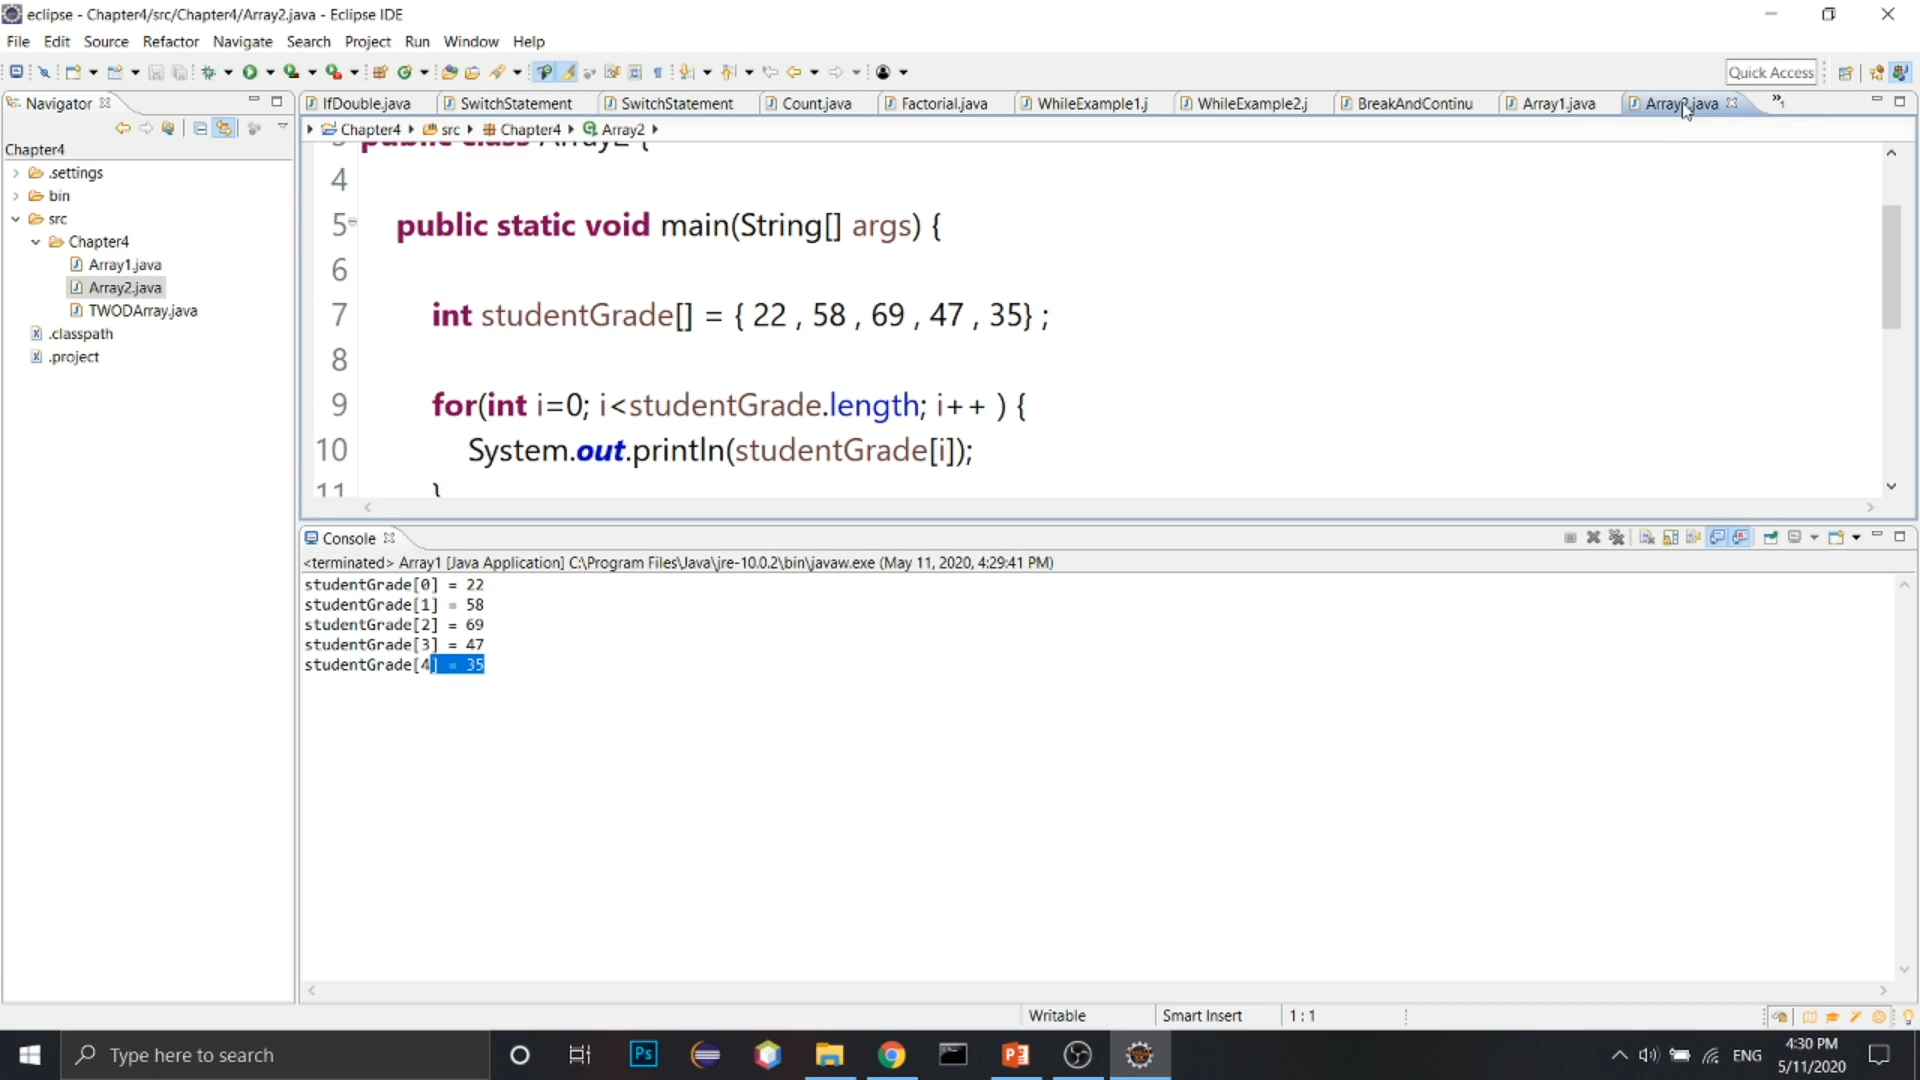 eclipse - Chapter4/src/Chapter4/Array2.java - Eclipse IDE
File Edit Source Refactor Navigate Search Project Run Window Help
Quick Access
Navigator
IfDouble.java SwitchStatement SwitchStatement Count.java Factorial.java WhileExample1.j WhileExample2.j BreakAndContinu Array1.java Array2.java »1
Chapter4 src Chapter4 Array2
Chapter4
.settings
bin
src
Chapter4
Array1.java
Array2.java
TWODArray.java
.classpath
.project
3 public class Array2 {
4
5 public static void main(String[] args) {
6
7 int studentGrade[] = { 22 , 58 , 69 , 47 , 35} ;
8
9 for(int i=0; i<studentGrade.length; i++ ) {
10 System.out.println(studentGrade[i]);
11 }
Console
<terminated> Array1 [Java Application] C:\Program Files\Java\jre-10.0.2\bin\javaw.exe (May 11, 2020, 4:29:41 PM)
studentGrade[0] = 22
studentGrade[1] = 58
studentGrade[2] = 69
studentGrade[3] = 47
studentGrade[4] = 35
Writable Smart Insert 1 : 1
Type here to search
Ps
ENG
4:30 PM
5/11/2020